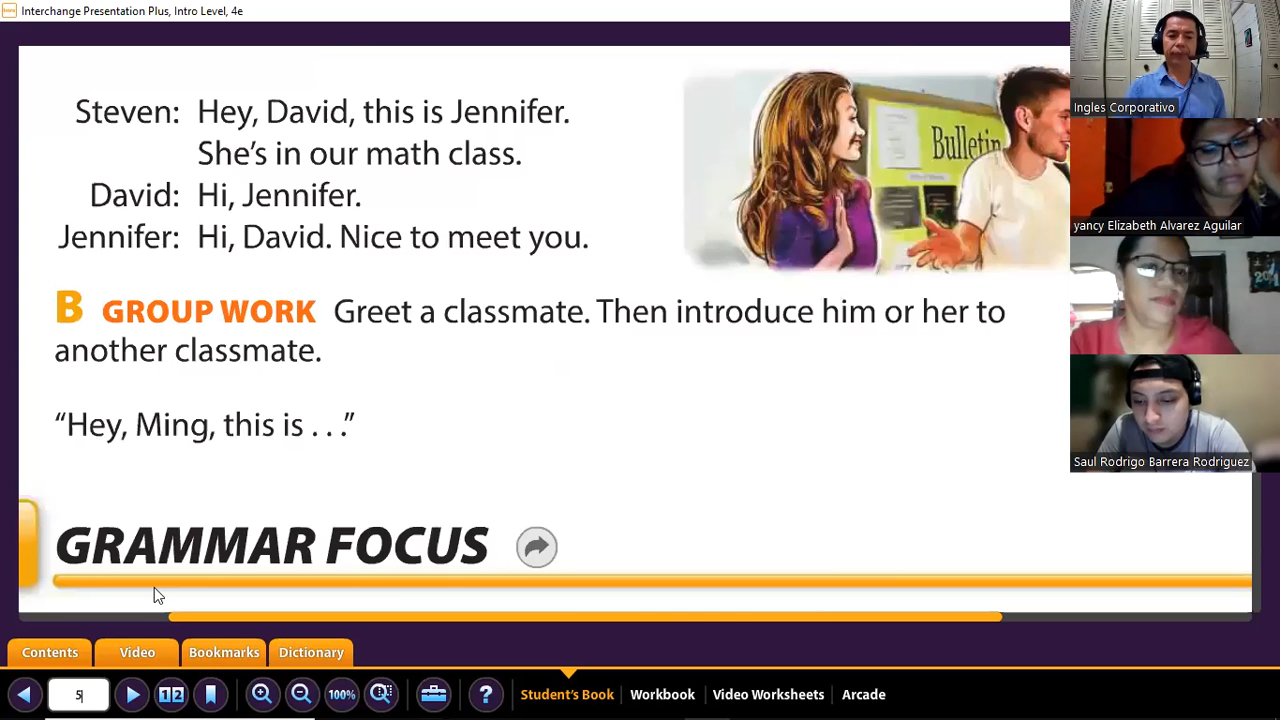 Interchange Presentation Plus, Intro Level, 4e
Steven: Hey, David, this is Jennifer.
She's in our math class.
David: Hi, Jennifer.
Jennifer: Hi, David. Nice to meet you.
Bulletin
B GROUP WORK Greet a classmate. Then introduce him or her to
another classmate.
“Hey, Ming, this is . . .”
GRAMMAR FOCUS
Ingles Corporativo
yancy Elizabeth Alvarez Aguilar
Saul Rodrigo Barrera Rodriguez
Contents Video Bookmarks Dictionary
5 1 2 100% ? Student's Book Workbook Video Worksheets Arcade